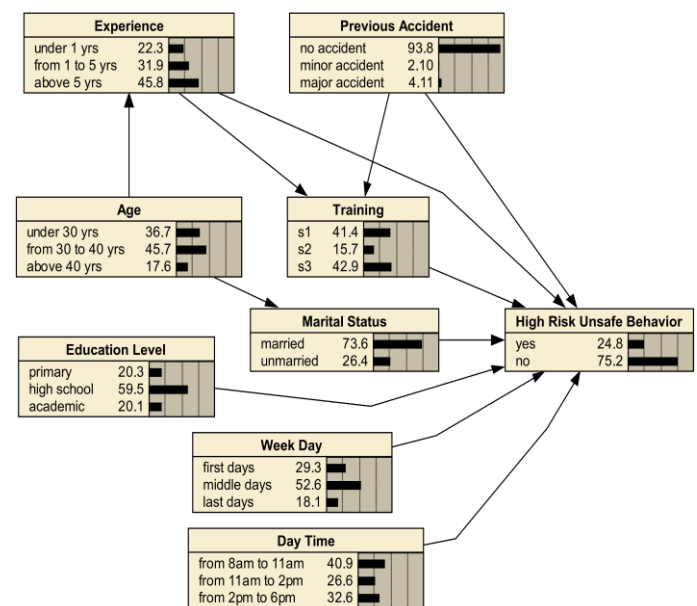 Experience
under 1 yrs 22.3
from 1 to 5 yrs 31.9
above 5 yrs 45.8
Previous Accident
no accident 93.8
minor accident 2.10
major accident 4.11
Age
under 30 yrs 36.7
from 30 to 40 yrs 45.7
above 40 yrs 17.6
Training
s1 41.4
s2 15.7
s3 42.9
Marital Status
married 73.6
unmarried 26.4
High Risk Unsafe Behavior
yes 24.8
no 75.2
Education Level
primary 20.3
high school 59.5
academic 20.1
Week Day
first days 29.3
middle days 52.6
last days 18.1
Day Time
from 8am to 11am 40.9
from 11am to 2pm 26.6
from 2pm to 6pm 32.6